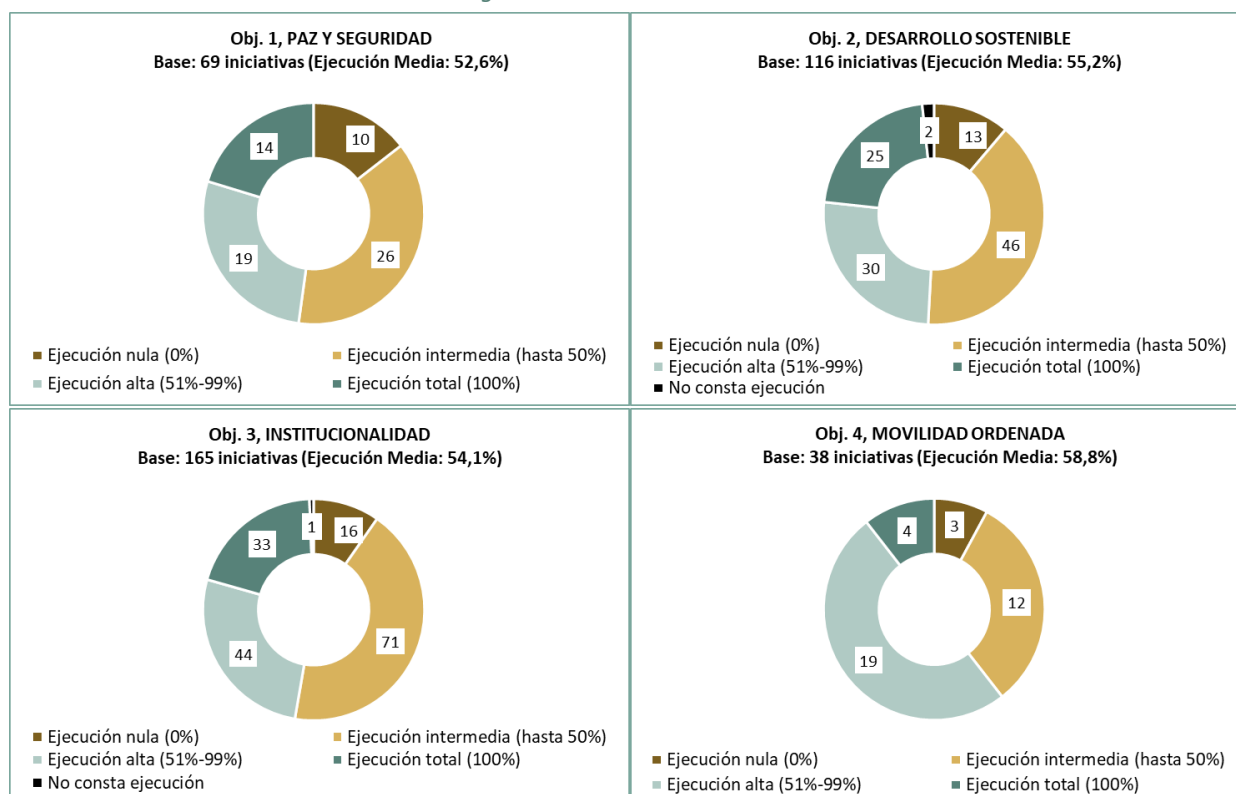 Obj. 1, PAZ Y SEGURIDAD
Base: 69 iniciativas (Ejecución Media: 52,6%)
10
14
26
19
Ejecución nula (0%)
Ejecución intermedia (hasta 50%)
Ejecución alta (51%-99%)
Ejecución total (100%)
Obj. 2, DESARROLLO SOSTENIBLE
Base: 116 iniciativas (Ejecución Media: 55,2%)
2
13
25
46
30
Ejecución nula (0%)
Ejecución intermedia (hasta 50%)
Ejecución alta (51%-99%)
Ejecución total (100%)
No consta ejecución
Obj. 3, INSTITUCIONALIDAD
Base: 165 iniciativas (Ejecución Media: 54,1%)
1
16
33
71
44
Ejecución nula (0%)
Ejecución intermedia (hasta 50%)
Ejecución alta (51%-99%)
Ejecución total (100%)
No consta ejecución
Obj. 4, MOVILIDAD ORDENADA
Base: 38 iniciativas (Ejecución Media: 58,8%)
4
3
12
19
Ejecución nula (0%)
Ejecución intermedia (hasta 50%)
Ejecución alta (51%-99%)
Ejecución total (100%)